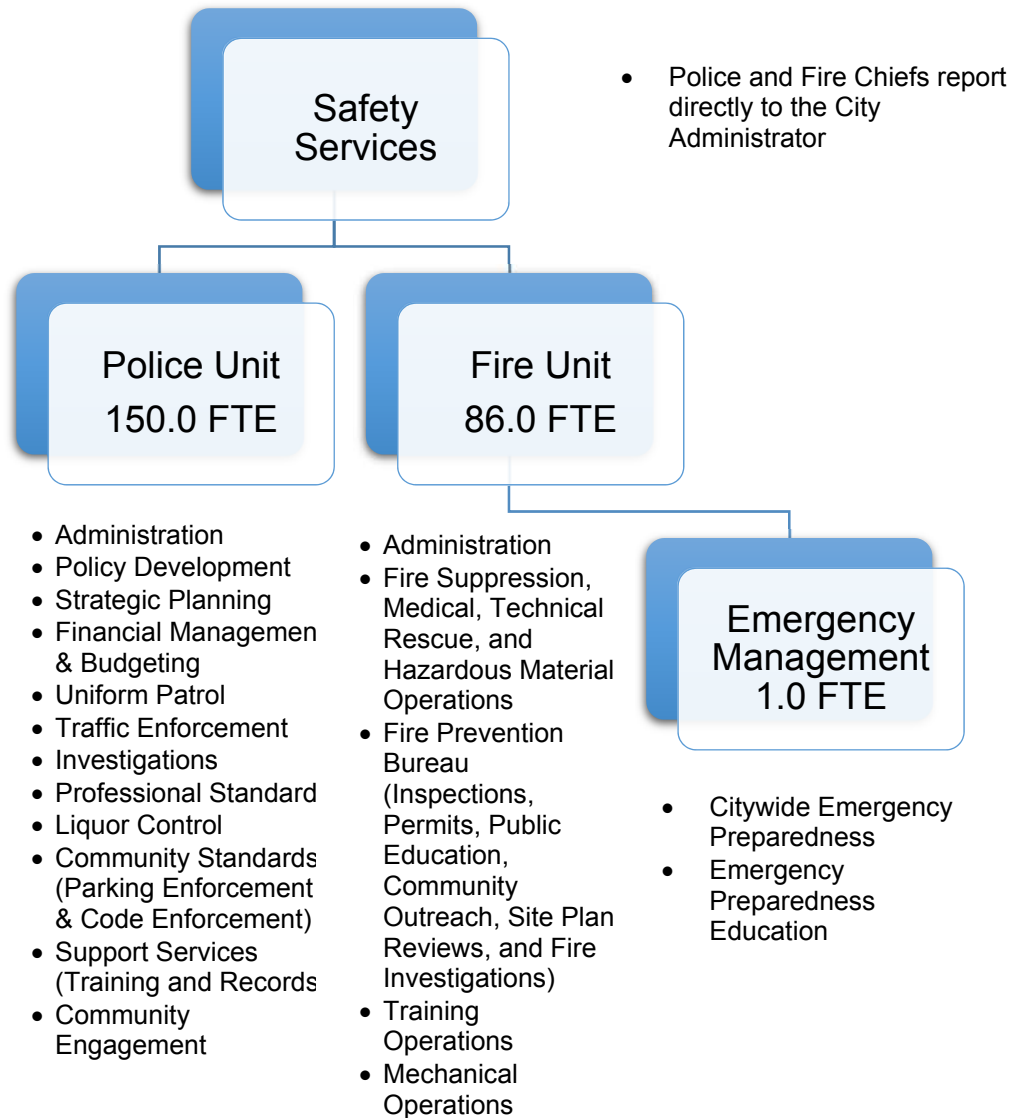 Safety
Services
• Police and Fire Chiefs report
directly to the City
Administrator
Police Unit
150.0 FTE
Fire Unit
86.0 FTE
• Administration
• Policy Development
• Strategic Planning
• Financial Managemen
& Budgeting
• Uniform Patrol
• Traffic Enforcement
• Investigations
• Professional Standard
• Liquor Control
• Community Standards
(Parking Enforcement
& Code Enforcement)
• Support Services
(Training and Records
• Community
Engagement
• Administration
• Fire Suppression,
Medical, Technical
Rescue, and
Hazardous Material
Operations
• Fire Prevention
Bureau
(Inspections,
Permits, Public
Education,
Community
Outreach, Site Plan
Reviews, and Fire
Investigations)
• Training
Operations
• Mechanical
Operations
Emergency
Management
1.0 FTE
• Citywide Emergency
Preparedness
• Emergency
Preparedness
Education